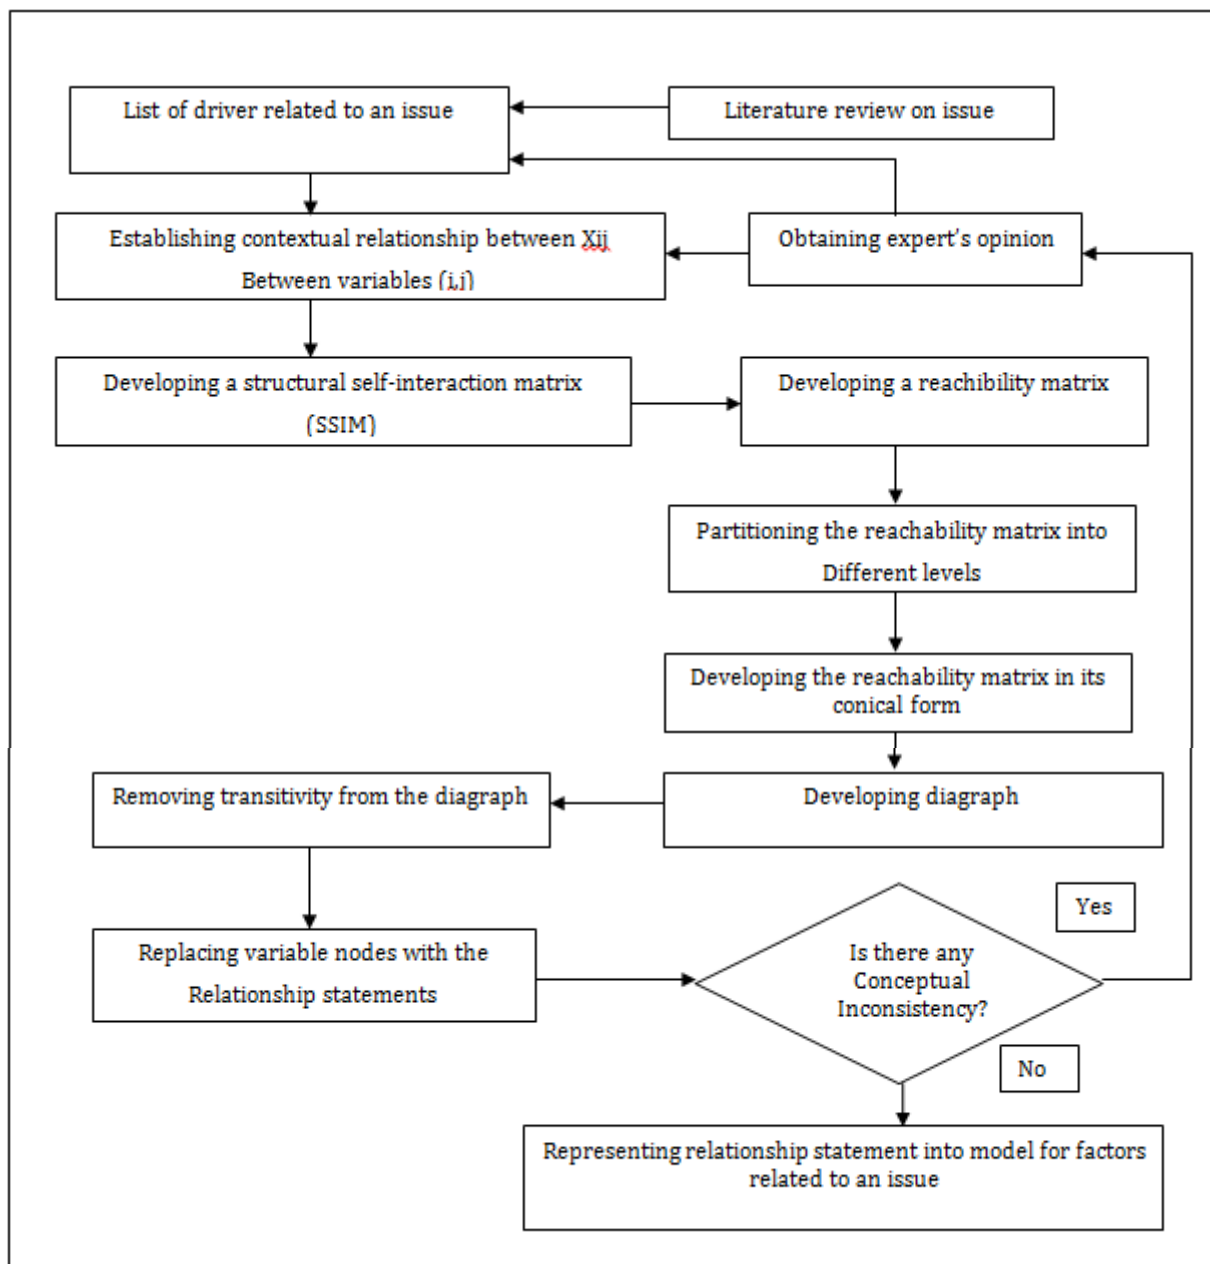 List of driver related to an issue
Literature review on issue
Establishing contextual relationship between Xij
Between variables (i,j)
Obtaining expert's opinion
Developing a structural self-interaction matrix
(SSIM)
Developing a reachibility matrix
Partitioning the reachability matrix into
Different levels
Developing the reachability matrix in its
conical form
Removing transitivity from the diagraph
Developing diagraph
Replacing variable nodes with the
Relationship statements
Is there any
Conceptual
Inconsistency?
Yes
No
Representing relationship statement into model for factors
related to an issue